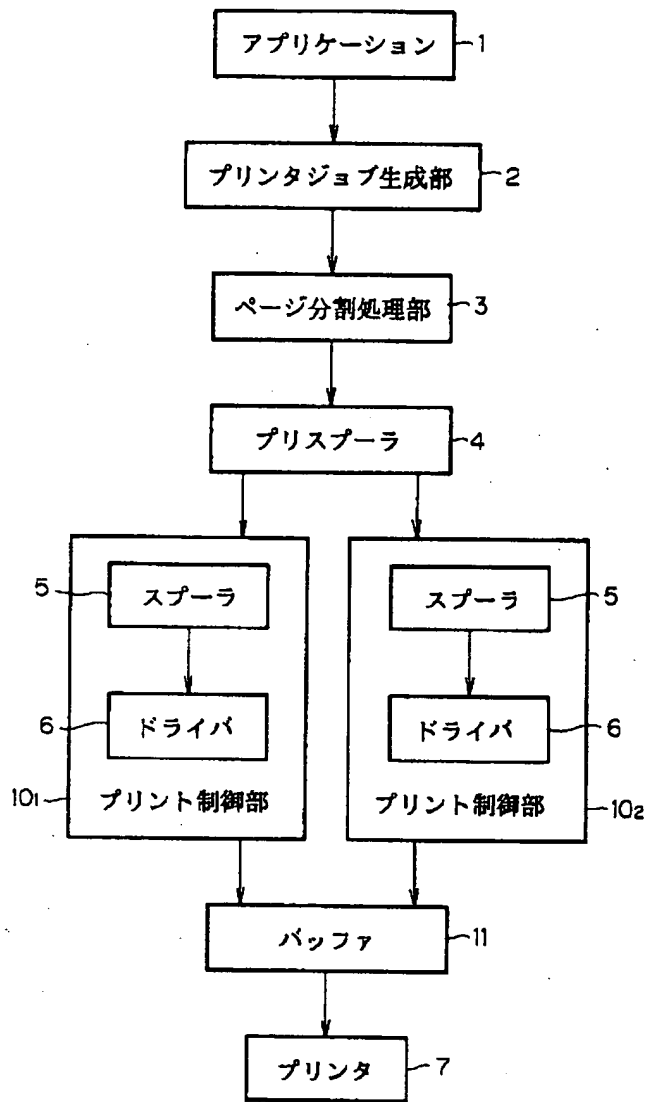 アプリケーション 1
プリンタジョブ生成部 2
ページ分割処理部 3
プリスプーラ 4
5 スプーラ
スプーラ 5
6 ドライバ
ドライバ 6
10₁ プリント制御部
プリント制御部 10₂
バッファ 11
プリンタ 7